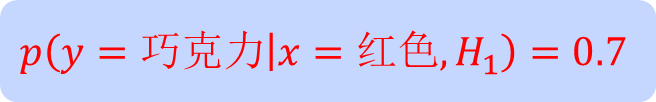 p(y = 巧克力|x = 红色, H₁) = 0.7